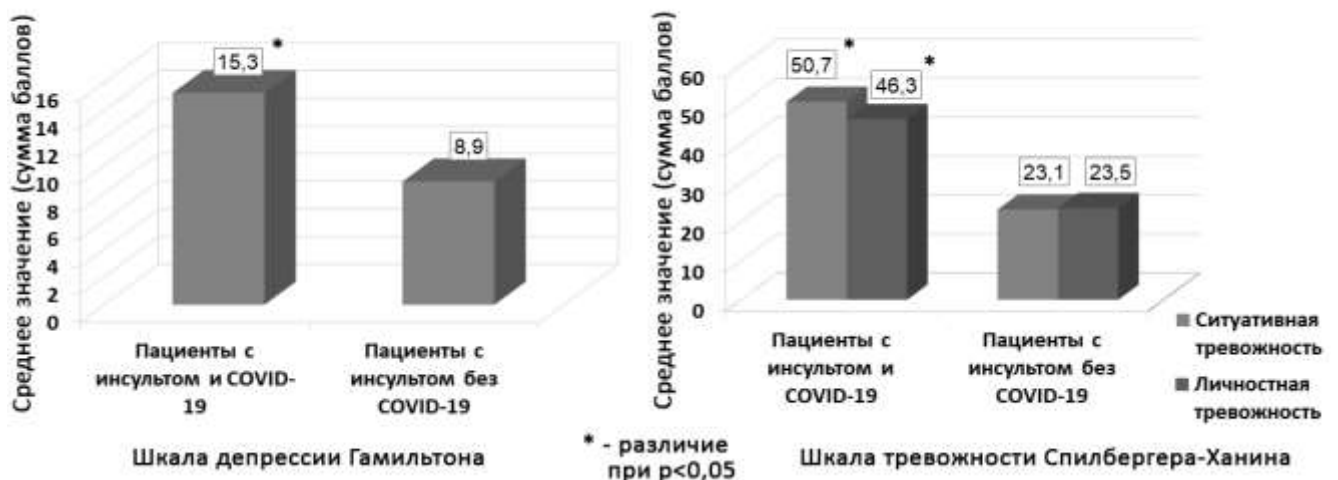 Среднее значение (сумма баллов)
16
14
12
10
8
6
4
2
0
15,3
*
8,9
Пациенты с
инсультом и COVID-
19
Пациенты с
инсультом без
COVID-19
Шкала депрессии Гамильтона
* - различие
при p<0,05
Среднее значение (сумма баллов)
60
50
40
30
20
10
0
50,7
*
46,3
*
23,1
23,5
Пациенты с
инсультом и
COVID-19
Пациенты с
инсультом без
COVID-19
Ситуативная
тревожность
Личностная
тревожность
Шкала тревожности Спилбергера-Ханина